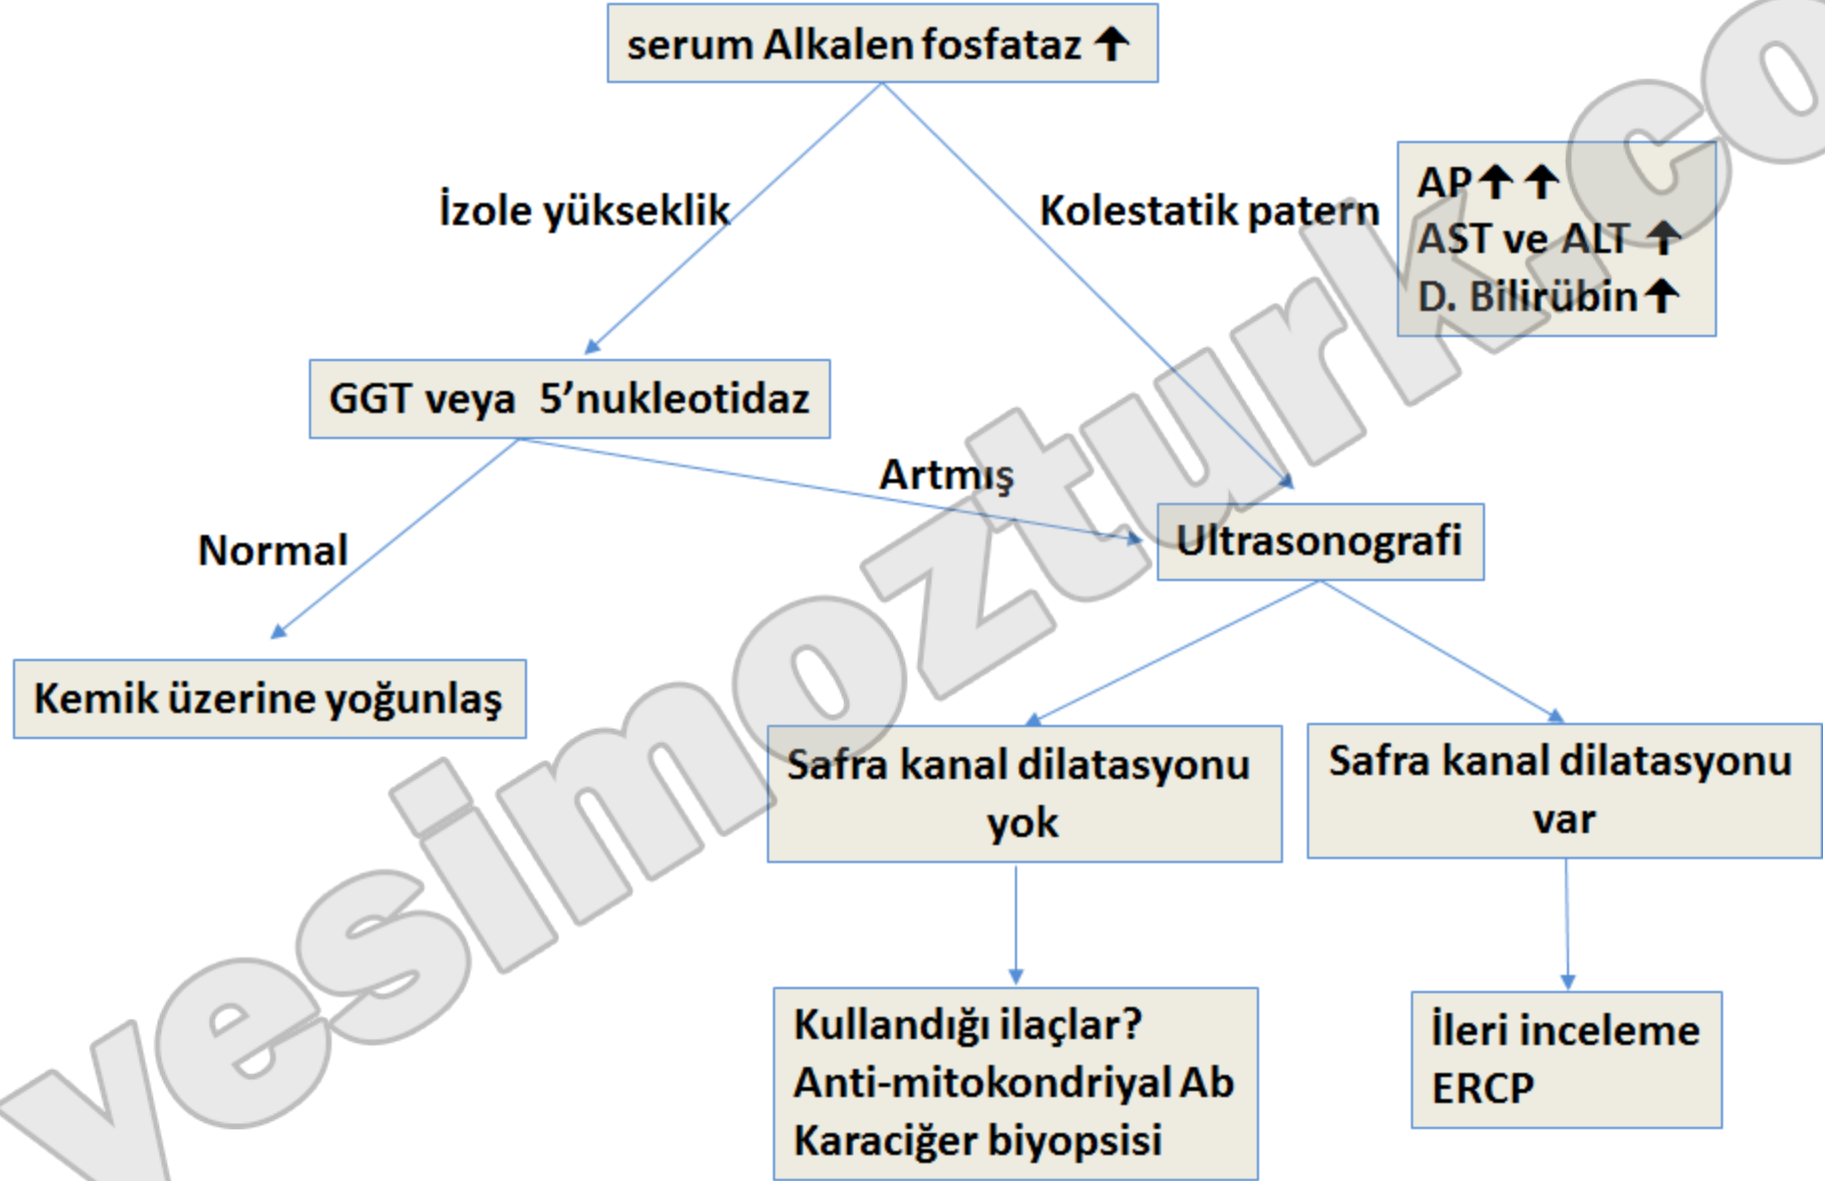 serum Alkalen fosfataz ↑
İzole yükseklik
Kolestatik patern
AP↑↑
AST ve ALT ↑
D. Bilirübin↑
GGT veya 5’nukleotidaz
Artmış
Normal
Ultrasonografi
Kemik üzerine yoğunlaş
Safra kanal dilatasyonu
yok
Safra kanal dilatasyonu
var
Kullandığı ilaçlar?
Anti-mitokondriyal Ab
Karaciğer biyopsisi
İleri inceleme
ERCP
yesimozturk.co